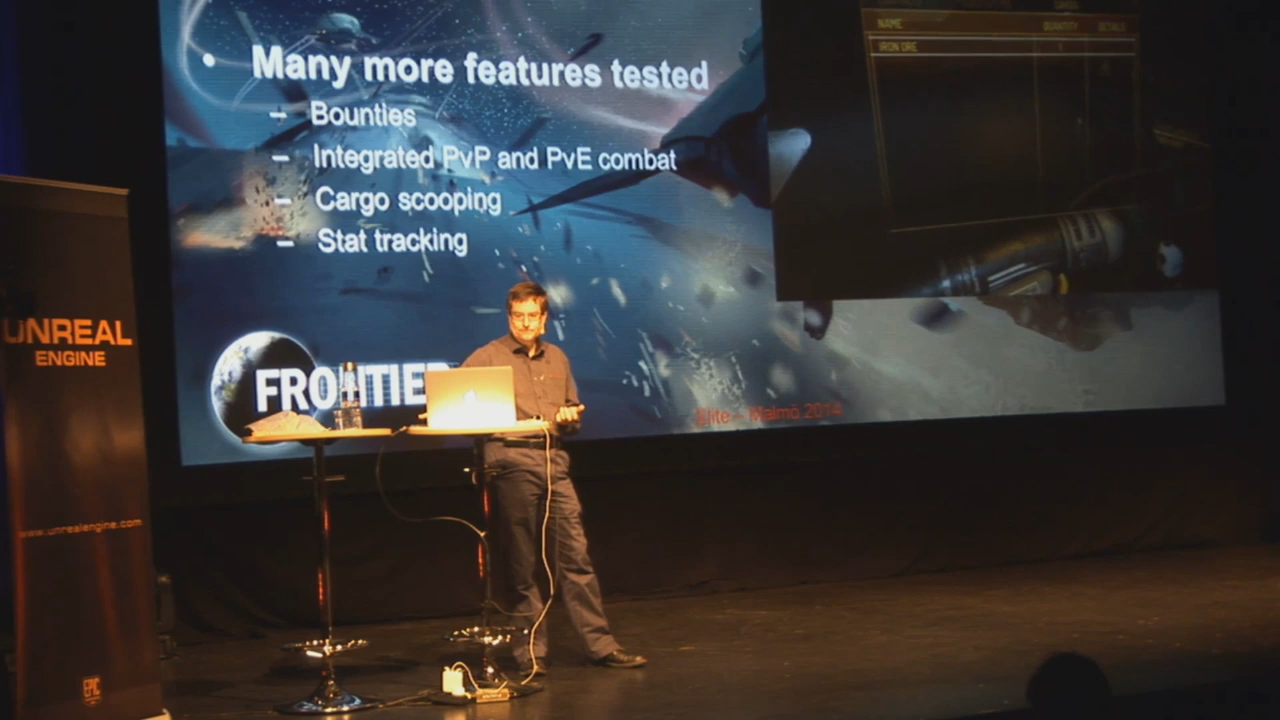 • Many more features tested
– Bounties
– Integrated PvP and PvE combat
– Cargo scooping
– Stat tracking
NAME QUANTITY DETAILS
IRON ORE 1
FRONTIER
Elite – Malmö 2014
UNREAL
ENGINE
www.unrealengine.com
EPIC